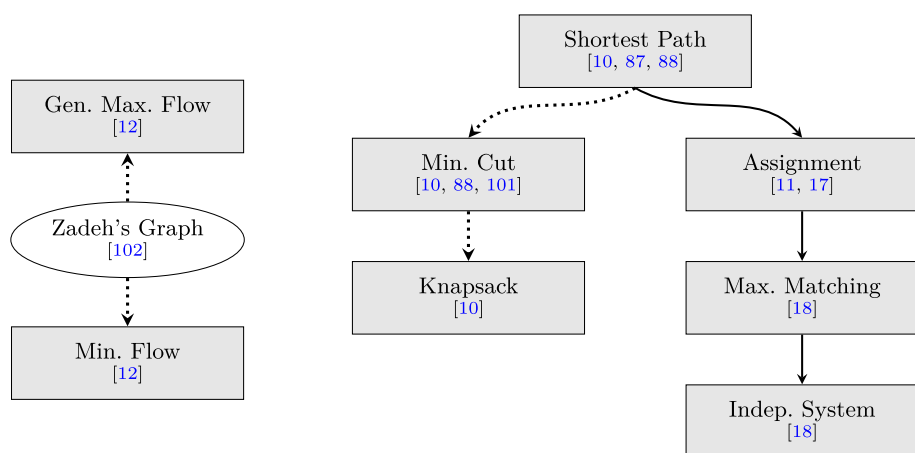 Shortest Path
[10, 87, 88]
Gen. Max. Flow
[12]
Min. Cut
[10, 88, 101]
Assignment
[11, 17]
Zadeh's Graph
[102]
Knapsack
[10]
Max. Matching
[18]
Min. Flow
[12]
Indep. System
[18]